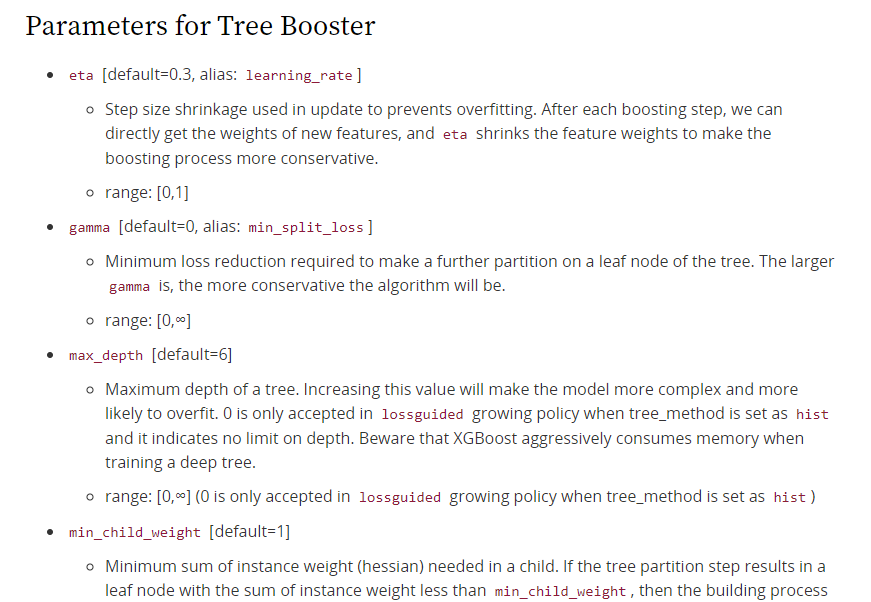 Parameters for Tree Booster
• eta [default=0.3, alias: learning_rate]
◦ Step size shrinkage used in update to prevents overfitting. After each boosting step, we can
directly get the weights of new features, and eta shrinks the feature weights to make the
boosting process more conservative.
◦ range: [0,1]
• gamma [default=0, alias: min_split_loss]
◦ Minimum loss reduction required to make a further partition on a leaf node of the tree. The larger
gamma is, the more conservative the algorithm will be.
◦ range: [0,∞]
• max_depth [default=6]
◦ Maximum depth of a tree. Increasing this value will make the model more complex and more
likely to overfit. 0 is only accepted in lossguided growing policy when tree_method is set as hist
and it indicates no limit on depth. Beware that XGBoost aggressively consumes memory when
training a deep tree.
◦ range: [0,∞] (0 is only accepted in lossguided growing policy when tree_method is set as hist)
• min_child_weight [default=1]
◦ Minimum sum of instance weight (hessian) needed in a child. If the tree partition step results in a
leaf node with the sum of instance weight less than min_child_weight, then the building process